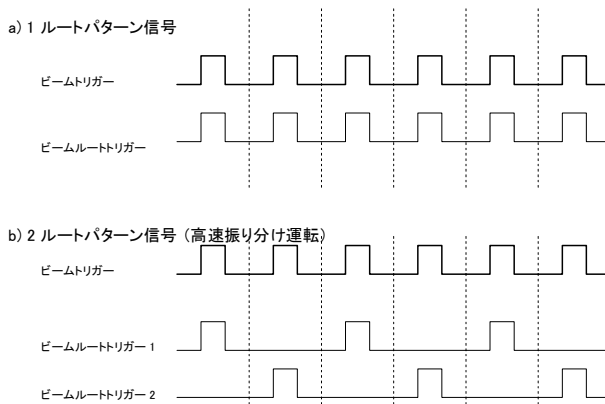 a) 1 ルートパターン信号
ビームトリガー
ビームルートトリガー
b) 2 ルートパターン信号 (高速振り分け運転)
ビームトリガー
ビームルートトリガー 1
ビームルートトリガー 2